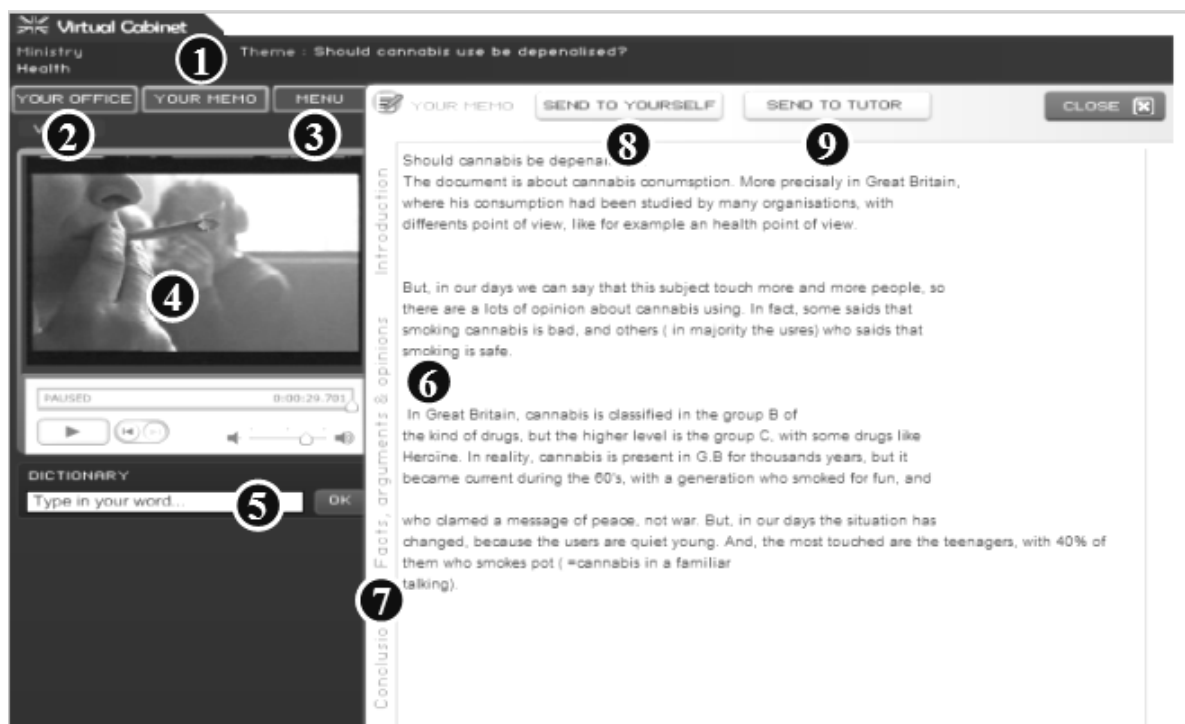 Virtual Cabinet
Ministry
Health
Theme : Should cannabis use be depenalised?
1
YOUR OFFICE
YOUR MEMO
MENU
2
3
4
PAUSED
0:00:29.701
DICTIONARY
Type in your word...
OK
5
YOUR MEMO
SEND TO YOURSELF
SEND TO TUTOR
CLOSE
8
9
Introduction
Facts, arguments & opinions
7
Should cannabis be
The document is about cannabis conumsption. More precisaly in Great Britain,
where his consumption had been studied by many organisations, with
differents point of view, like for example an health point of view.
But, in our days we can say that this subject touch more and more people, so
there are a lots of opinion about cannabis using. In fact, some saids that
smoking cannabis is bad, and others ( in majority the usres) who saids that
smoking is safe.
6
In Great Britain, cannabis is classified in the group B of
the kind of drugs, but the higher level is the group C, with some drugs like
Heroïne. In reality, cannabis is present in G.B for thousands years, but it
became current during the 60's, with a generation who smoked for fun, and
who clamed a message of peace, not war. But, in our days the situation has
changed, because the users are quiet young. And, the most touched are the teenagers, with 40% of
them who smokes pot ( =cannabis in a familiar
talking).